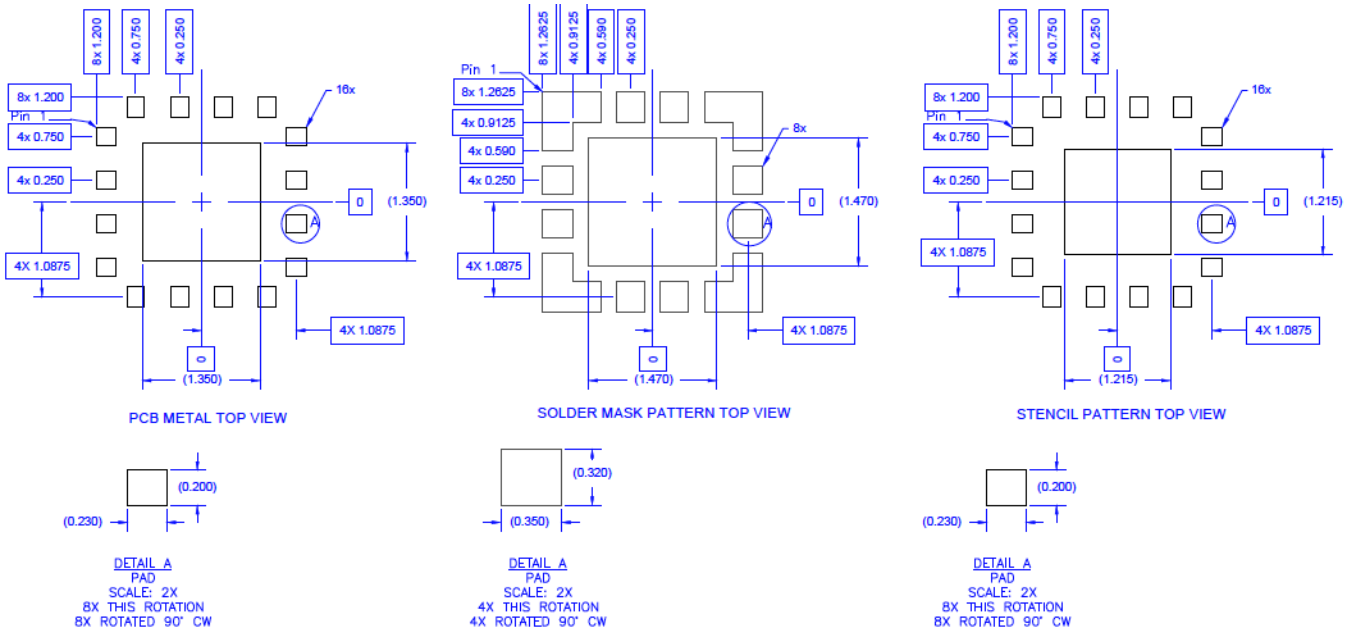 8x 1.200
4x 0.750
4x 0.250
8x 1.200
Pin 1
4x 0.750
4x 0.250
4X 1.0875
16x
A
0
(1.350)
4X 1.0875
0
(1.350)
PCB METAL TOP VIEW
(0.200)
(0.230)
DETAIL A
PAD
SCALE: 2X
8X THIS ROTATION
8X ROTATED 90° CW
8x 1.2625
4x 0.9125
4x 0.590
4x 0.250
Pin 1
8x 1.2625
4x 0.9125
4x 0.590
4x 0.250
4X 1.0875
8x
A
0
(1.470)
4X 1.0875
0
(1.470)
SOLDER MASK PATTERN TOP VIEW
(0.320)
(0.350)
DETAIL A
PAD
SCALE: 2X
4X THIS ROTATION
4X ROTATED 90° CW
8x 1.200
4x 0.750
4x 0.250
8x 1.200
Pin 1
4x 0.750
4x 0.250
4X 1.0875
16x
A
0
(1.215)
4X 1.0875
0
(1.215)
STENCIL PATTERN TOP VIEW
(0.200)
(0.230)
DETAIL A
PAD
SCALE: 2X
8X THIS ROTATION
8X ROTATED 90° CW